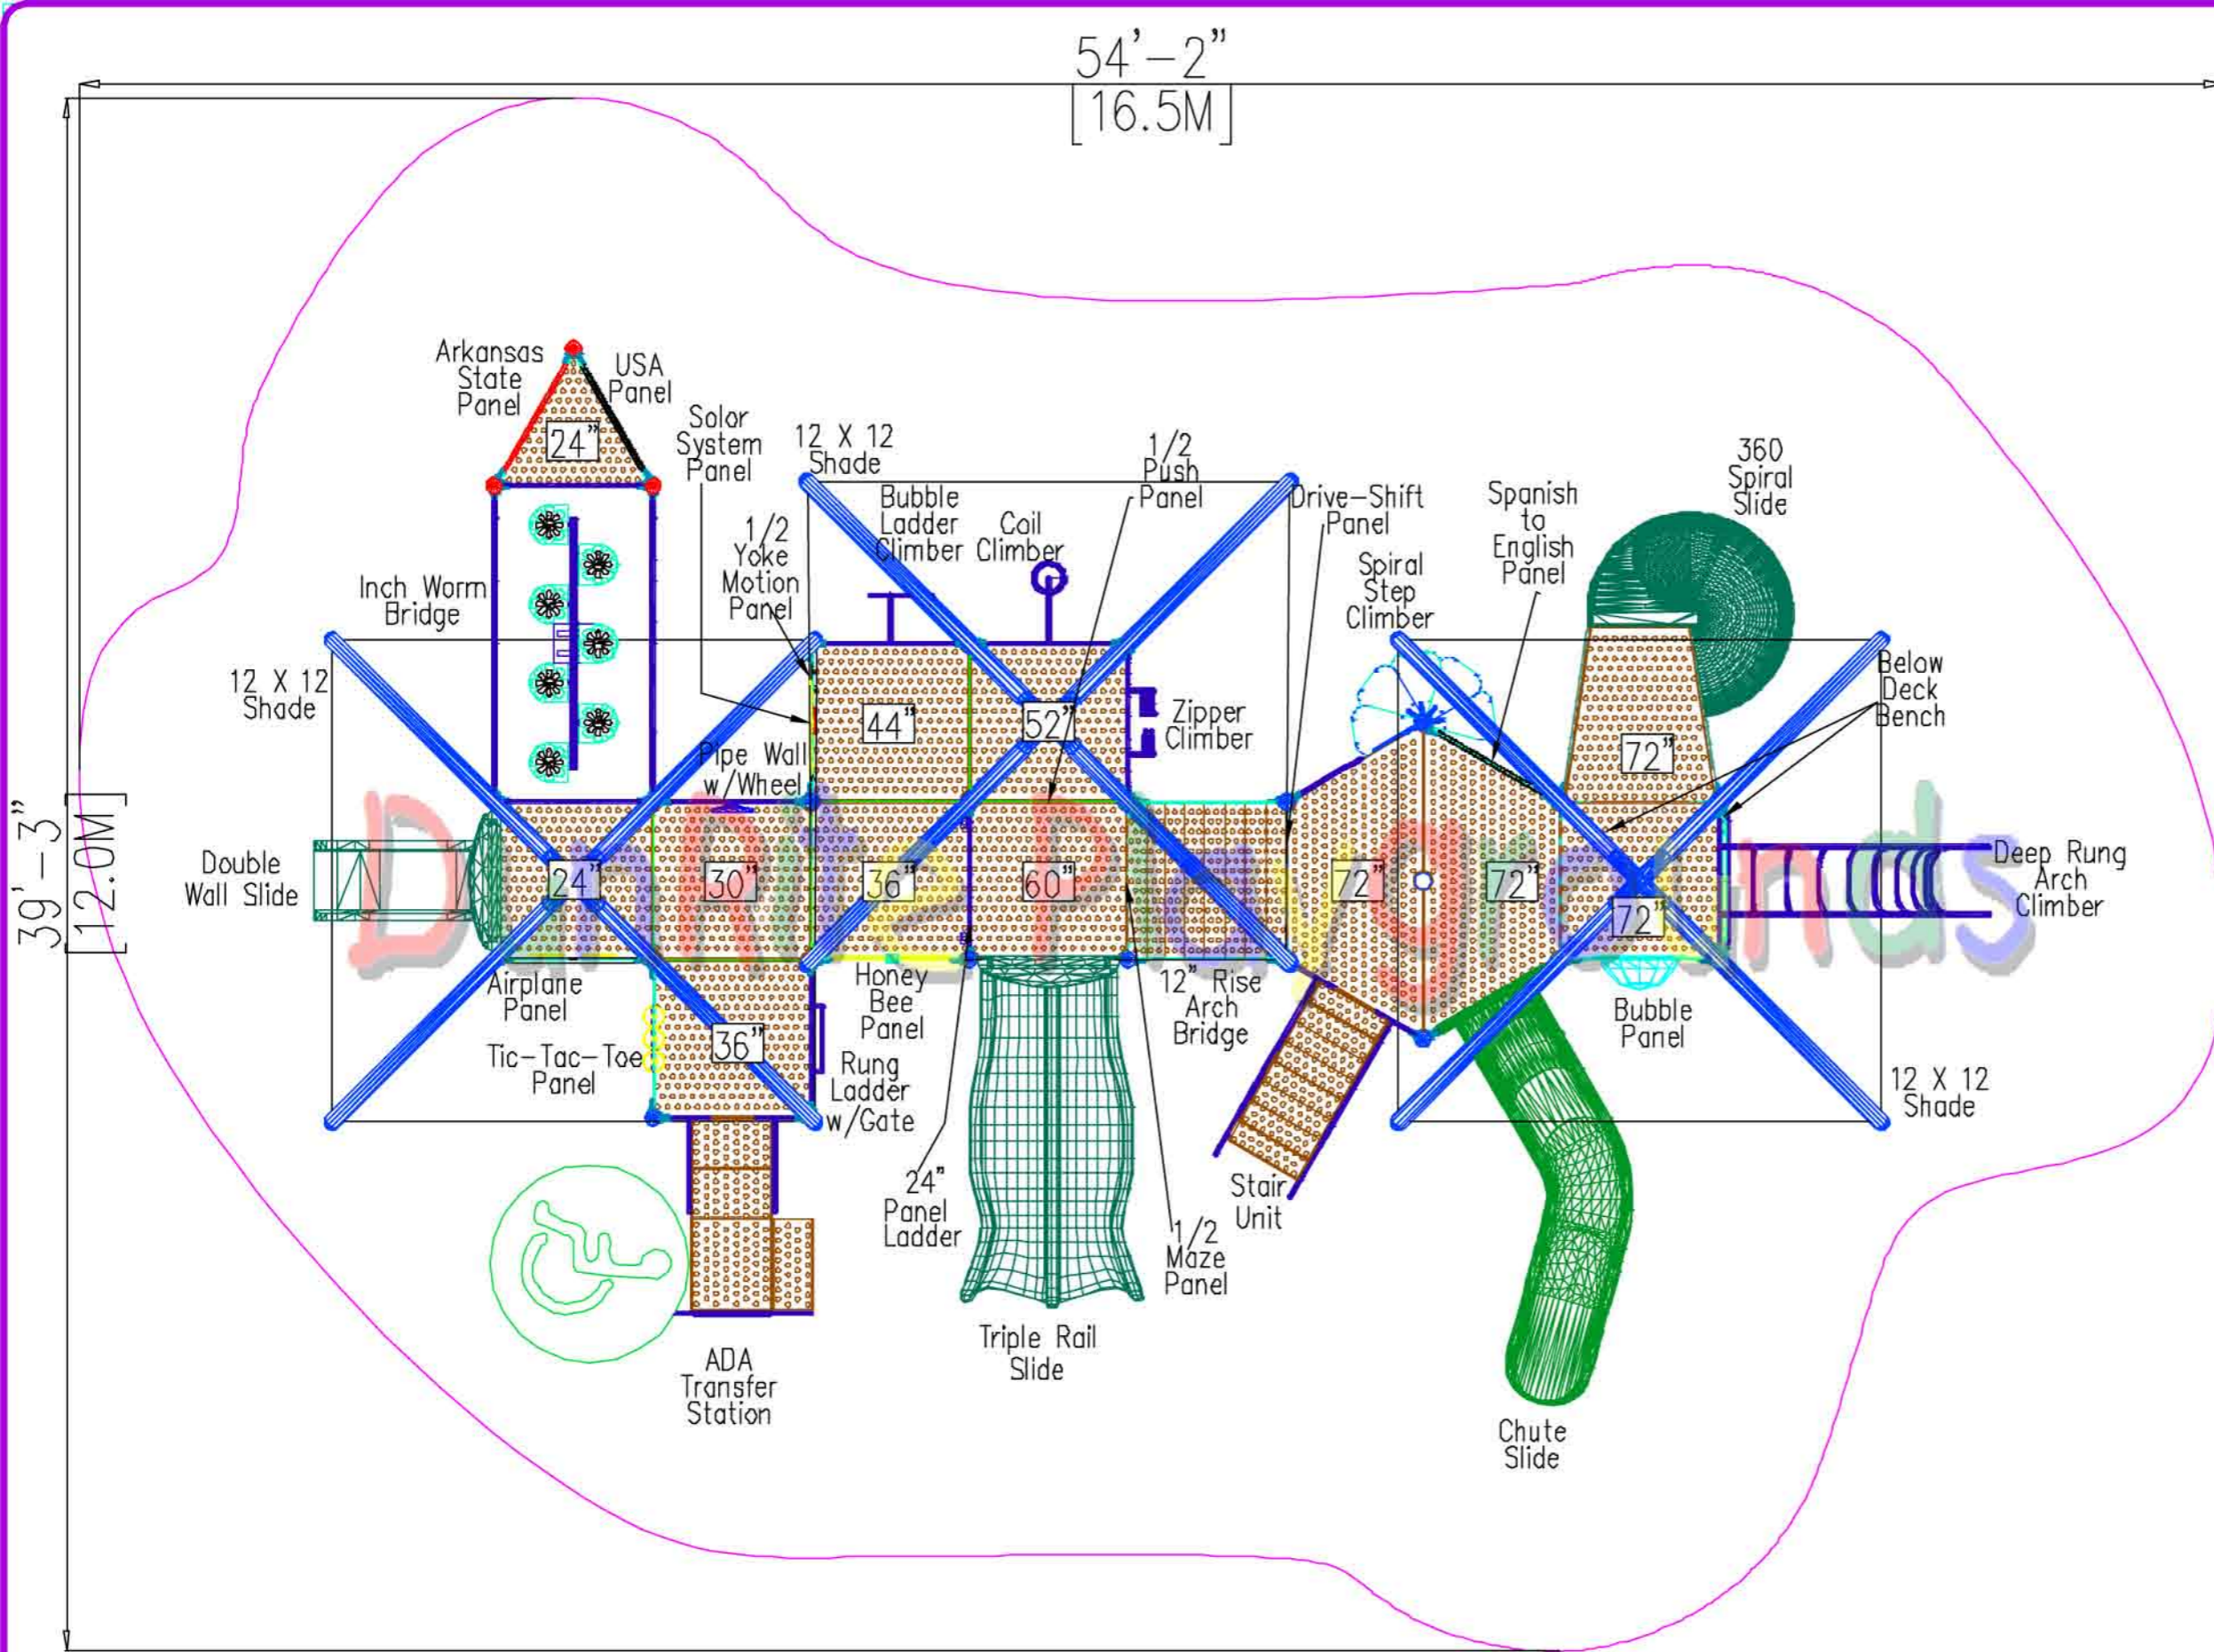 54'-2"
[16.5M]
39'-3"
[12.0M]
Arkansas
State
Panel
USA
Panel
24"
Solor
System
Panel
12 X 12
Shade
1/2
Push
Panel
Bubble
Ladder
Climber
Coil
Climber
Drive-Shift
Panel
Spanish
to
English
Panel
360
Spiral
Slide
1/2
Yoke
Motion
Panel
Spiral
Step
Climber
Inch Worm
Bridge
12 X 12
Shade
Below
Deck
Bench
44"
52"
Zipper
Climber
72"
Pipe Wall
w/Wheel
Double
Wall Slide
24"
30"
36"
60"
72"
72"
72"
Deep Rung
Arch
Climber
Airplane
Panel
Honey
Bee
Panel
12" Rise
Arch
Bridge
Bubble
Panel
Tic-Tac-Toe
Panel
36"
Rung
Ladder
w/Gate
12 X 12
Shade
24"
Panel
Ladder
Stair
Unit
1/2
Maze
Panel
Triple Rail
Slide
ADA
Transfer
Station
Chute
Slide